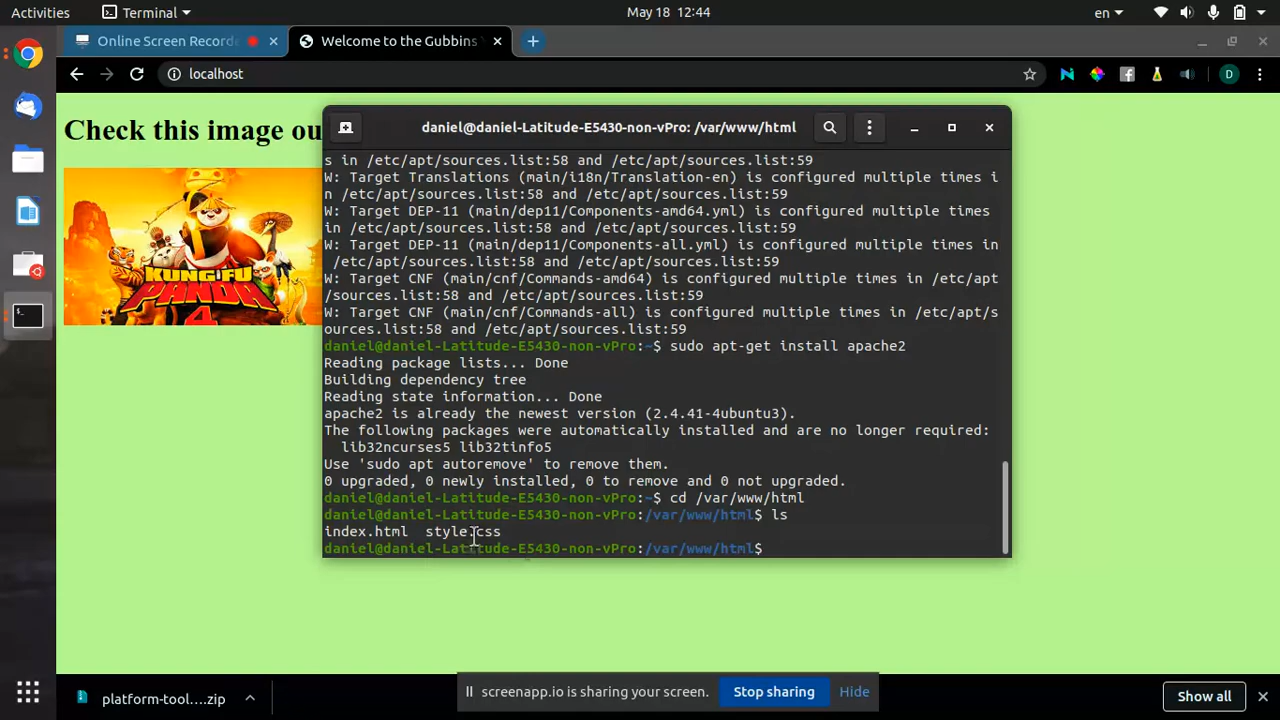 Activities
Terminal
May 18 12:44
en
Online Screen Recorde
Welcome to the Gubbins
localhost
D
Check this image ou
KUNG FU
PANDA
4
daniel@daniel-Latitude-E5430-non-vPro: /var/www/html
s in /etc/apt/sources.list:58 and /etc/apt/sources.list:59
W: Target Translations (main/i18n/Translation-en) is configured multiple times i
n /etc/apt/sources.list:58 and /etc/apt/sources.list:59
W: Target DEP-11 (main/dep11/Components-amd64.yml) is configured multiple times
in /etc/apt/sources.list:58 and /etc/apt/sources.list:59
W: Target DEP-11 (main/dep11/Components-all.yml) is configured multiple times in
/etc/apt/sources.list:58 and /etc/apt/sources.list:59
W: Target CNF (main/cnf/Commands-amd64) is configured multiple times in /etc/apt
/sources.list:58 and /etc/apt/sources.list:59
W: Target CNF (main/cnf/Commands-all) is configured multiple times in /etc/apt/s
ources.list:58 and /etc/apt/sources.list:59
daniel@daniel-Latitude-E5430-non-vPro:~$ sudo apt-get install apache2
Reading package lists... Done
Building dependency tree
Reading state information... Done
apache2 is already the newest version (2.4.41-4ubuntu3).
The following packages were automatically installed and are no longer required:
lib32ncurses5 lib32tinfo5
Use 'sudo apt autoremove' to remove them.
0 upgraded, 0 newly installed, 0 to remove and 0 not upgraded.
daniel@daniel-Latitude-E5430-non-vPro:~$ cd /var/www/html
daniel@daniel-Latitude-E5430-non-vPro:/var/www/html$ ls
index.html style.css
daniel@daniel-Latitude-E5430-non-vPro:/var/www/html$
screenapp.io is sharing your screen.
Stop sharing
Hide
platform-tool....zip
Show all